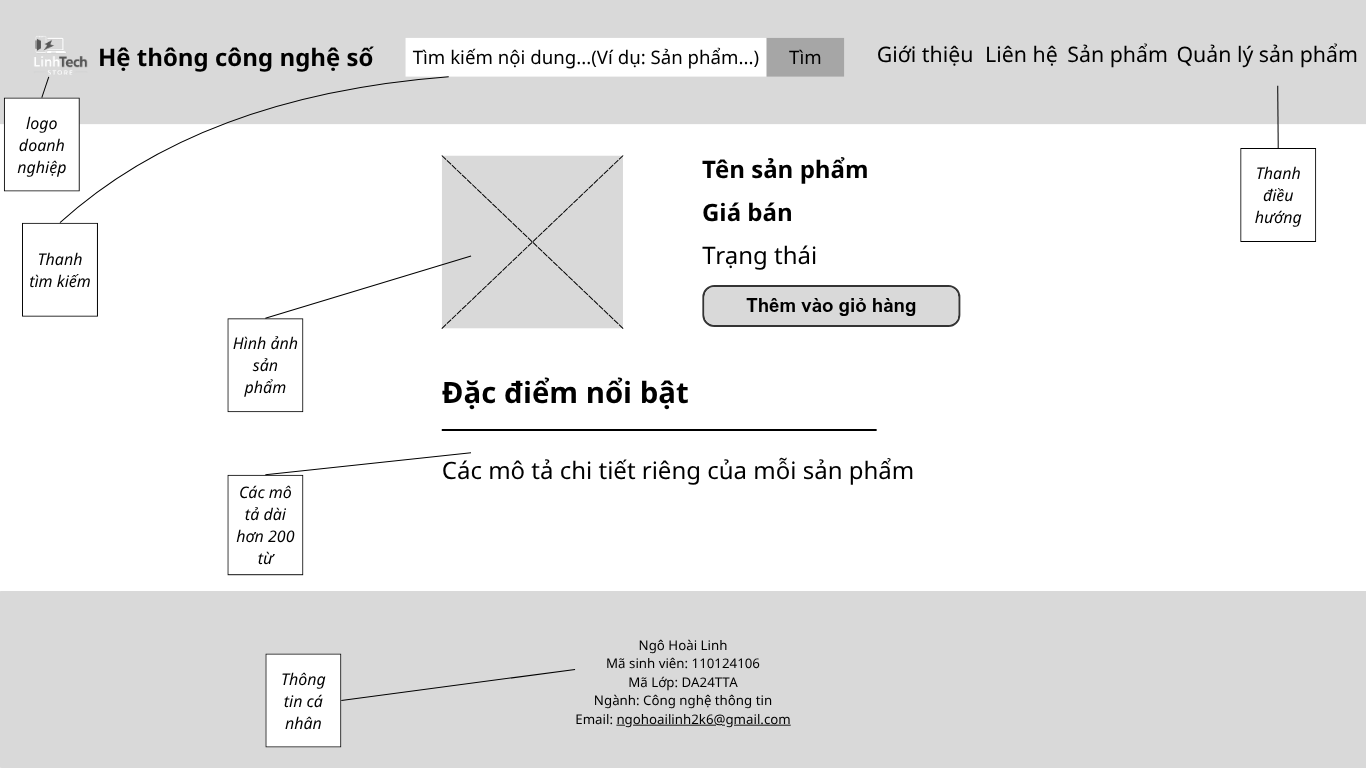 LinhTech
STORE
Hệ thông công nghệ số
Tìm kiếm nội dung...(Ví dụ: Sản phẩm...)
Tìm
Giới thiệu Liên hệ Sản phẩm Quản lý sản phẩm
logo
doanh
nghiệp
Thanh
điều
hướng
Thanh
tìm kiếm
Tên sản phẩm
Giá bán
Trạng thái
Thêm vào giỏ hàng
Hình ảnh
sản
phẩm
Đặc điểm nổi bật
Các mô tả chi tiết riêng của mỗi sản phẩm
Các mô
tả dài
hơn 200
từ
Thông
tin cá
nhân
Ngô Hoài Linh
Mã sinh viên: 110124106
Mã Lớp: DA24TTA
Ngành: Công nghệ thông tin
Email: ngohoailinh2k6@gmail.com